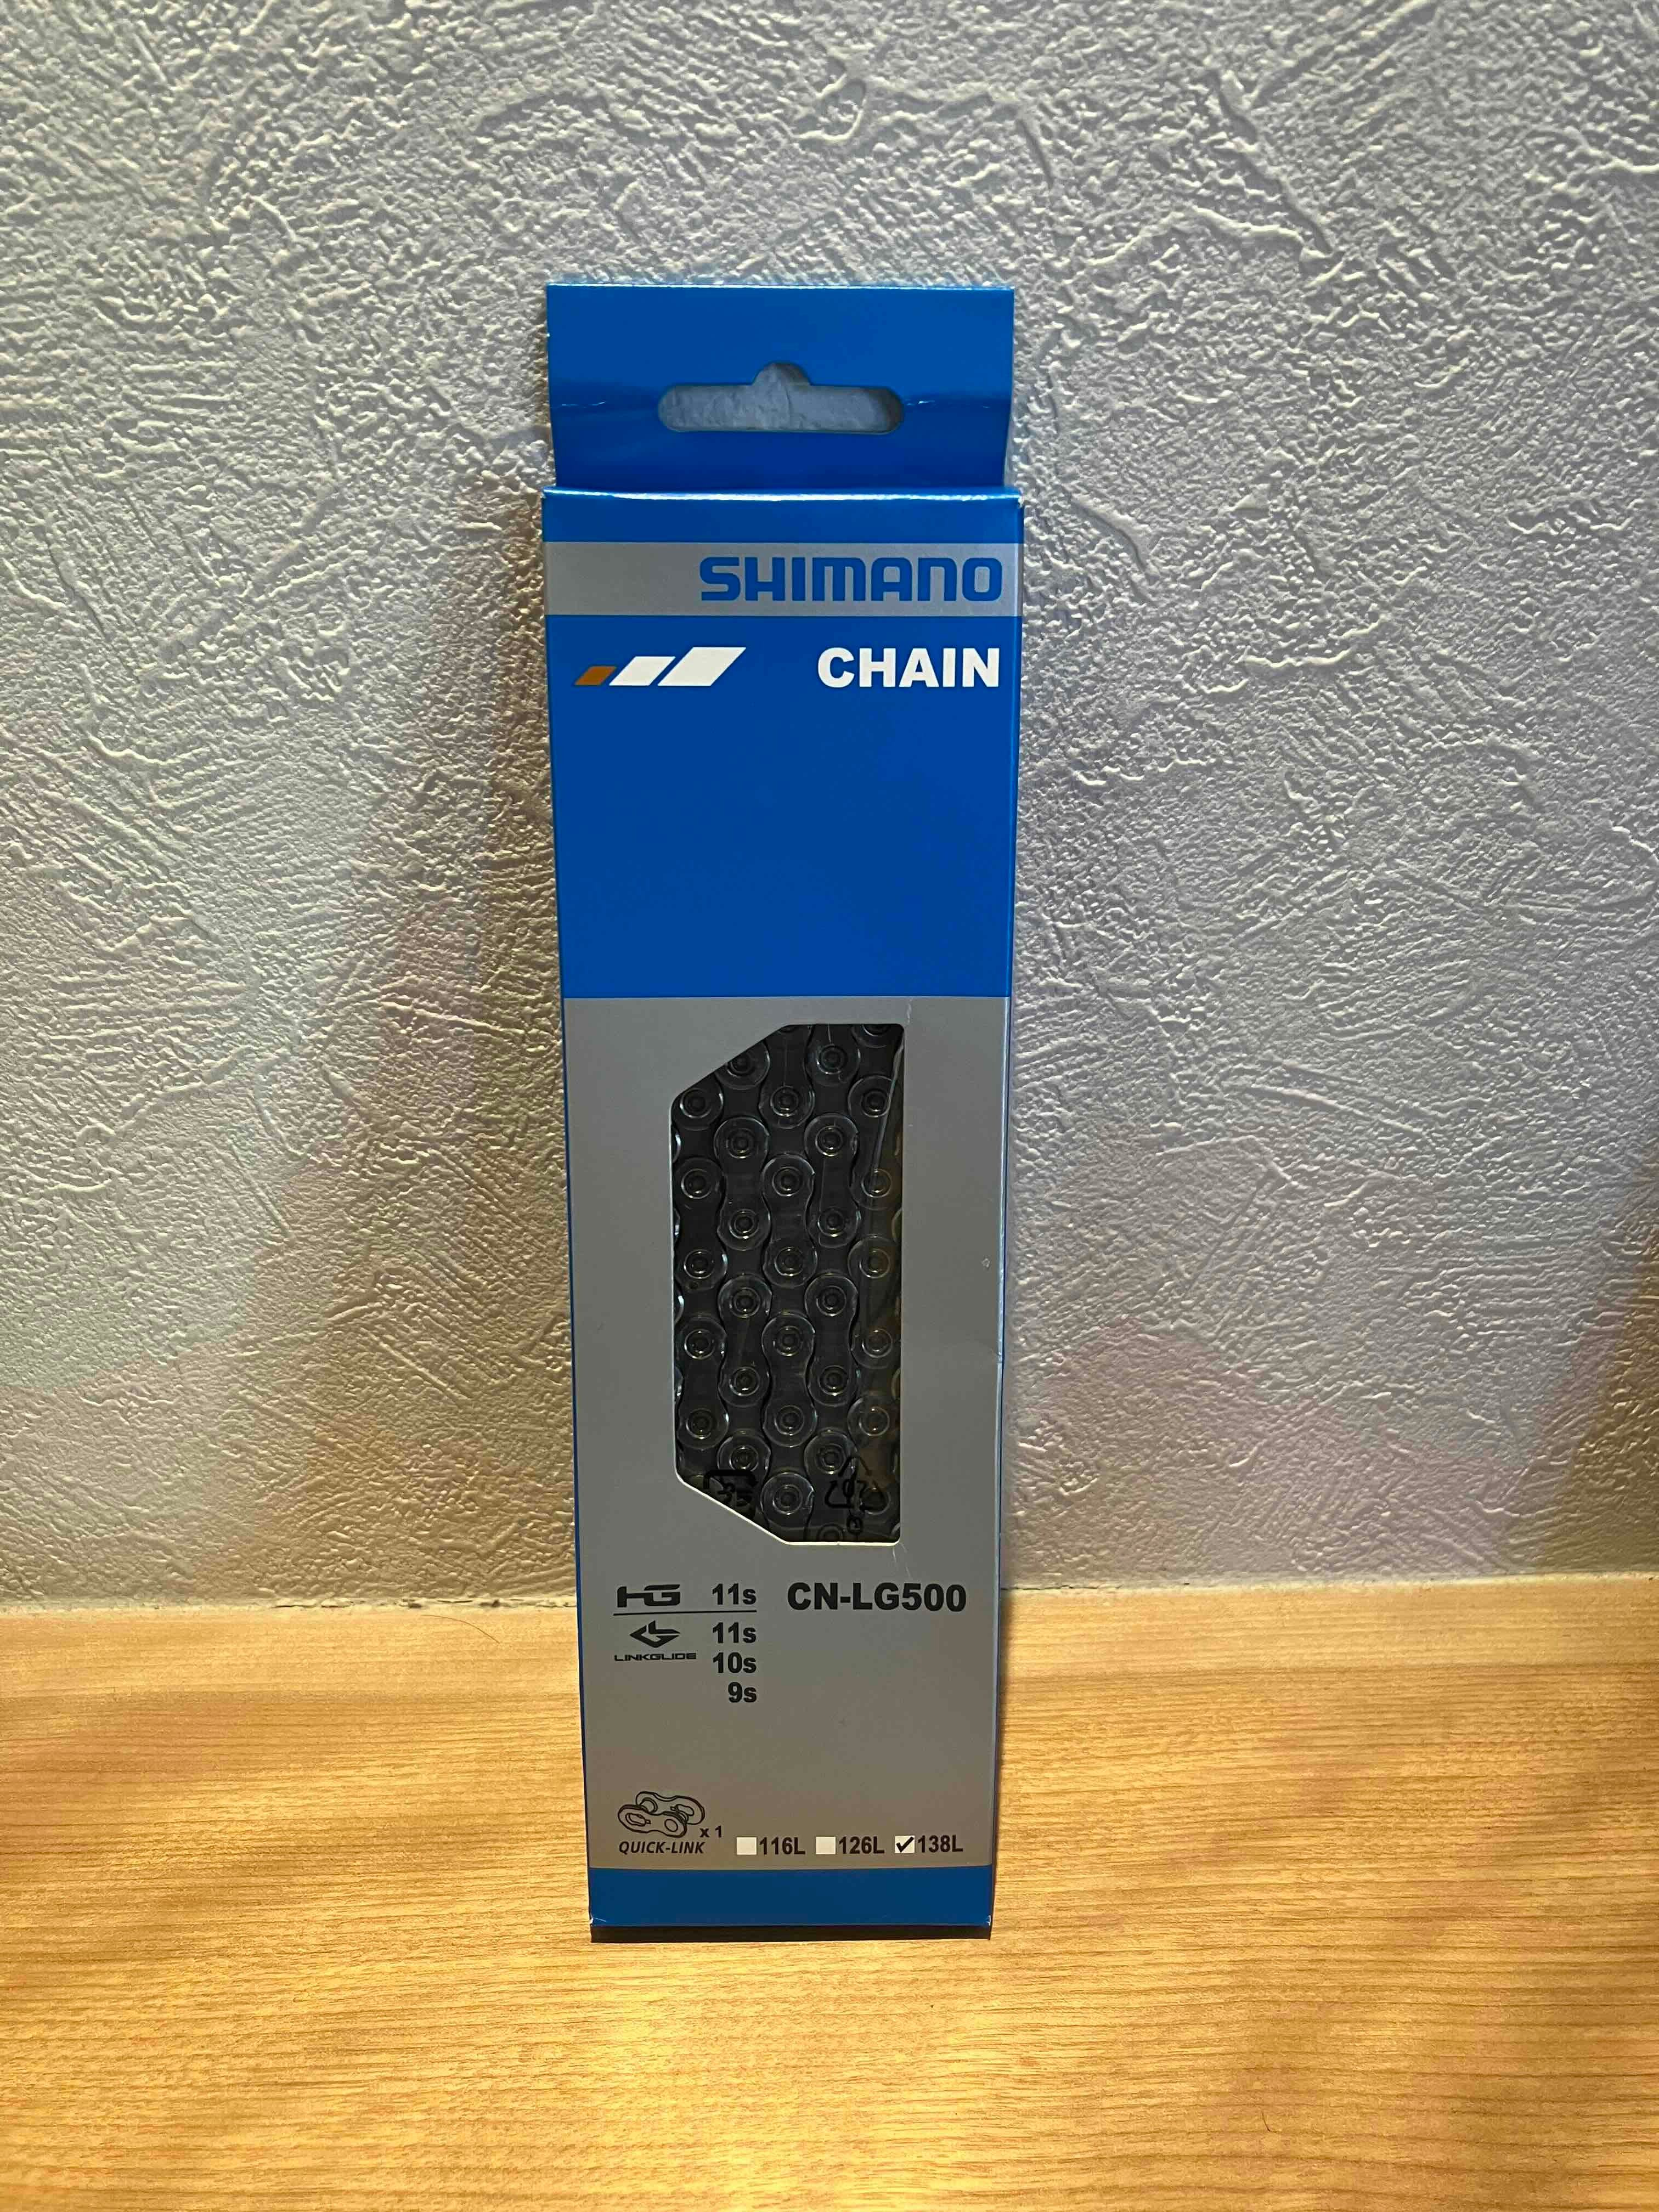 SHIMANO
CHAIN
HG 11s CN-LG500
LINKGLIDE 11s
10s
9s
x 1
QUICK-LINK 116L 126L 138L